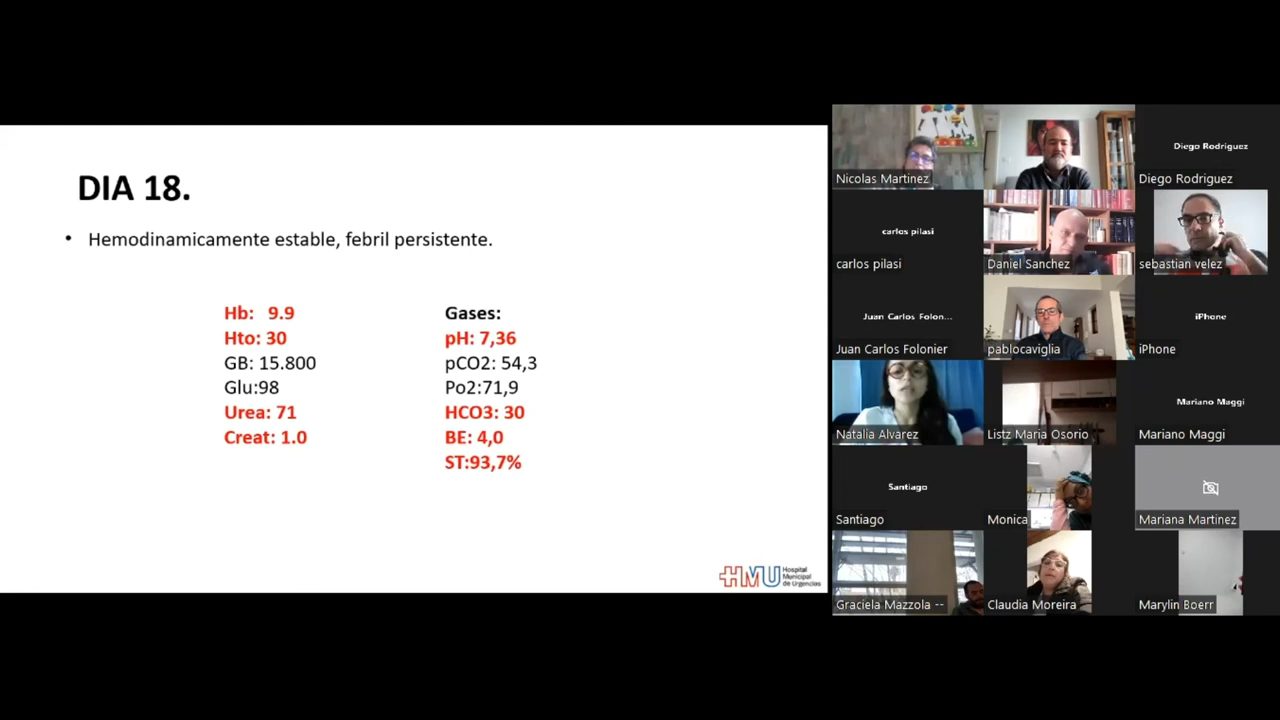 DIA 18.
• Hemodinamicamente estable, febril persistente.
Hb: 9.9
Hto: 30
GB: 15.800
Glu:98
Urea: 71
Creat: 1.0
Gases:
pH: 7,36
pCO2: 54,3
Po2:71,9
HCO3: 30
BE: 4,0
ST:93,7%
HMU Hospital
Municipal
de Urgencias
Nicolas Martinez
Diego Rodriguez
Diego Rodriguez
carlos pilasi
carlos pilasi
Daniel Sanchez
sebastian velez
Juan Carlos Folon...
Juan Carlos Folonier
pablocaviglia
iPhone
iPhone
Natalia Alvarez
Listz Maria Osorio
Mariano Maggi
Mariano Maggi
Santiago
Santiago
Monica
Mariana Martinez
Graciela Mazzola --
Claudia Moreira
Marylin Boerr